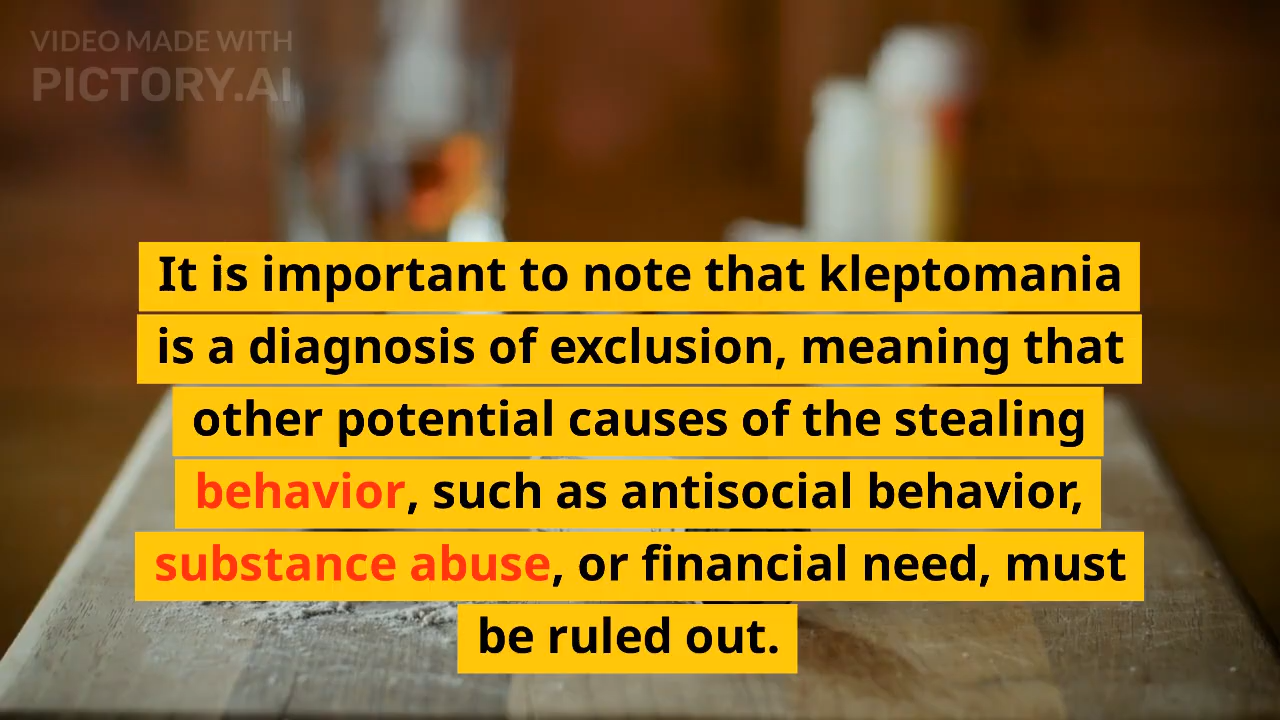 VIDEO MADE WITH
PICTORY.AI
It is important to note that kleptomania
is a diagnosis of exclusion, meaning that
other potential causes of the stealing
behavior, such as antisocial behavior,
substance abuse, or financial need, must
be ruled out.